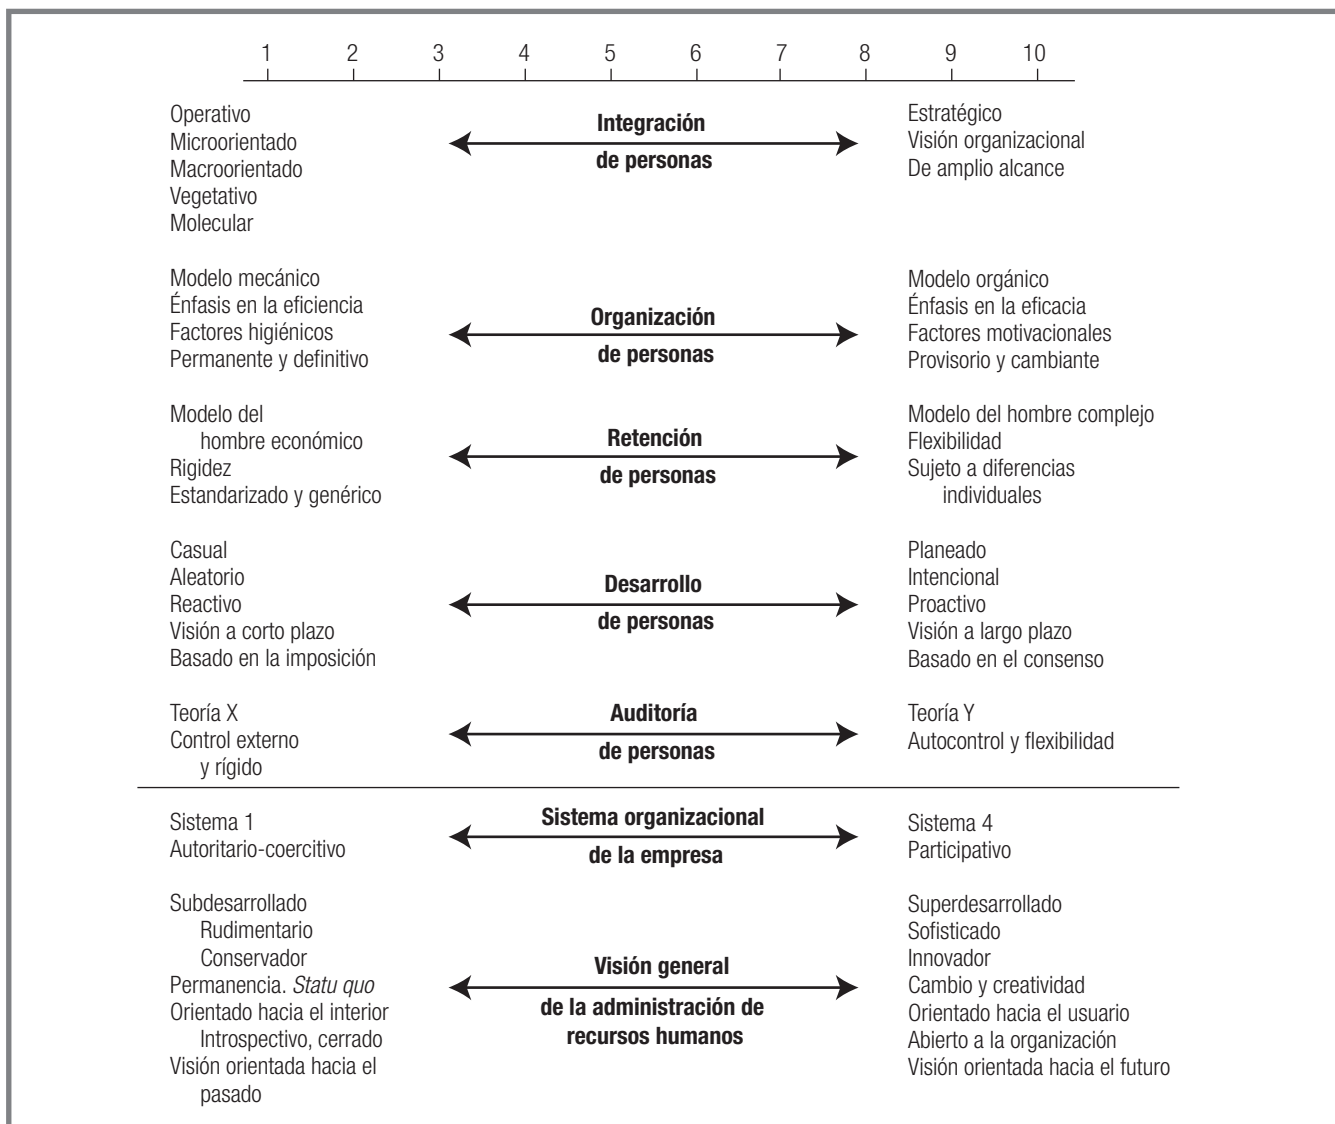 1 2 3 4 5 6 7 8 9 10
Operativo
Microorientado
Macroorientado
Vegetativo
Molecular
Integración
de personas
Estratégico
Visión organizacional
De amplio alcance
Modelo mecánico
Énfasis en la eficiencia
Factores higiénicos
Permanente y definitivo
Organización
de personas
Modelo orgánico
Énfasis en la eficacia
Factores motivacionales
Provisorio y cambiante
Modelo del
hombre económico
Rigidez
Estandarizado y genérico
Retención
de personas
Modelo del hombre complejo
Flexibilidad
Sujeto a diferencias
individuales
Casual
Aleatorio
Reactivo
Visión a corto plazo
Basado en la imposición
Desarrollo
de personas
Planeado
Intencional
Proactivo
Visión a largo plazo
Basado en el consenso
Teoría X
Control externo
y rígido
Auditoría
de personas
Teoría Y
Autocontrol y flexibilidad
Sistema 1
Autoritario-coercitivo
Sistema organizacional
de la empresa
Sistema 4
Participativo
Subdesarrollado
Rudimentario
Conservador
Permanencia. Statu quo
Orientado hacia el interior
Introspectivo, cerrado
Visión orientada hacia el
pasado
Visión general
de la administración de
recursos humanos
Superdesarrollado
Sofisticado
Innovador
Cambio y creatividad
Orientado hacia el usuario
Abierto a la organización
Visión orientada hacia el futuro